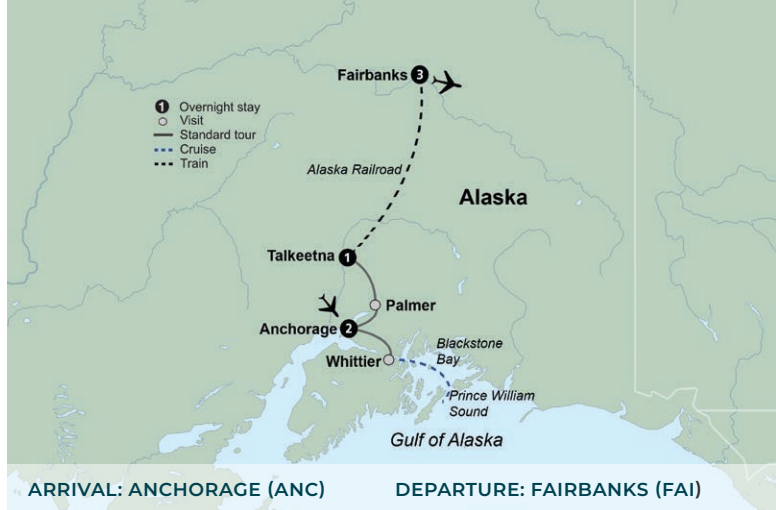 Fairbanks 3
1 Overnight stay
Visit
Standard tour
Cruise
Train
Alaska Railroad
Alaska
Talkeetna 1
Palmer
Anchorage 2
Blackstone
Bay
Whittier
Prince William
Sound
Gulf of Alaska
ARRIVAL: ANCHORAGE (ANC)
DEPARTURE: FAIRBANKS (FAI)